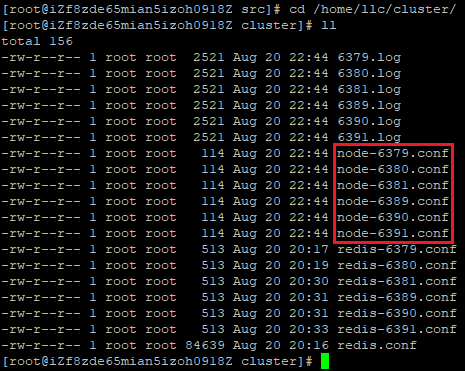 [root@iZf8zde65mian5izoh0918Z src]# cd /home/llc/cluster/
[root@iZf8zde65mian5izoh0918Z cluster]# ll
total 156
-rw-r--r-- 1 root root  2521 Aug 20 22:44 6379.log
-rw-r--r-- 1 root root  2521 Aug 20 22:44 6380.log
-rw-r--r-- 1 root root  2521 Aug 20 22:44 6381.log
-rw-r--r-- 1 root root  2521 Aug 20 22:44 6389.log
-rw-r--r-- 1 root root  2521 Aug 20 22:44 6390.log
-rw-r--r-- 1 root root  2521 Aug 20 22:44 6391.log
-rw-r--r-- 1 root root   114 Aug 20 22:44 node-6379.conf
-rw-r--r-- 1 root root   114 Aug 20 22:44 node-6380.conf
-rw-r--r-- 1 root root   114 Aug 20 22:44 node-6381.conf
-rw-r--r-- 1 root root   114 Aug 20 22:44 node-6389.conf
-rw-r--r-- 1 root root   114 Aug 20 22:44 node-6390.conf
-rw-r--r-- 1 root root   114 Aug 20 22:44 node-6391.conf
-rw-r--r-- 1 root root   513 Aug 20 20:17 redis-6379.conf
-rw-r--r-- 1 root root   513 Aug 20 20:19 redis-6380.conf
-rw-r--r-- 1 root root   513 Aug 20 20:30 redis-6381.conf
-rw-r--r-- 1 root root   513 Aug 20 20:31 redis-6389.conf
-rw-r--r-- 1 root root   513 Aug 20 20:31 redis-6390.conf
-rw-r--r-- 1 root root   513 Aug 20 20:33 redis-6391.conf
-rw-r--r-- 1 root root 84639 Aug 20 20:16 redis.conf
[root@iZf8zde65mian5izoh0918Z cluster]#